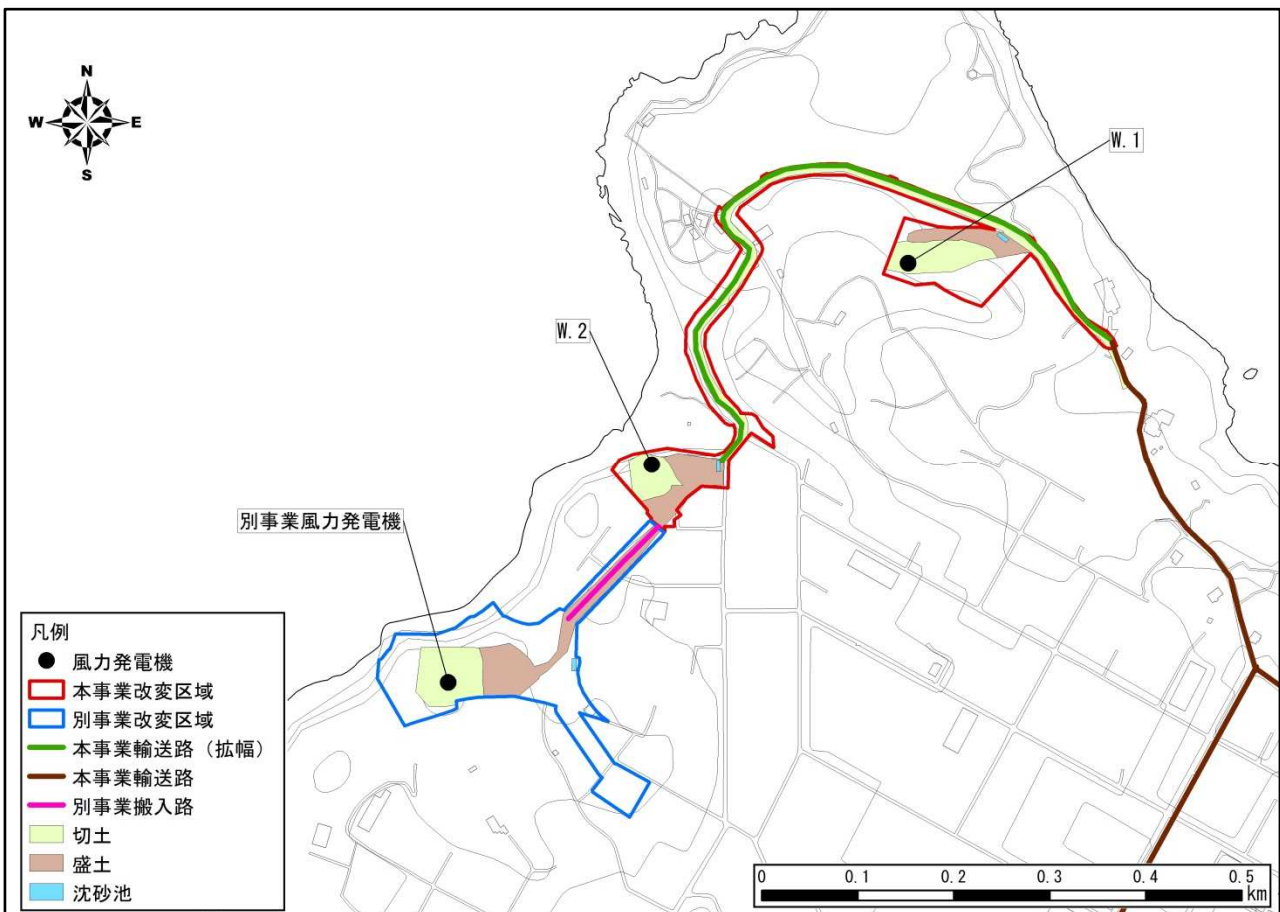 N
W E
S
W.1
W.2
別事業風力発電機
凡例
風力発電機
本事業改変区域
別事業改変区域
本事業輸送路（拡幅）
本事業輸送路
別事業搬入路
切土
盛土
沈砂池
0 0.1 0.2 0.3 0.4 0.5
km